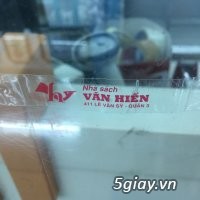 Nhà sách
VĂN HIẾN
411 LÊ VĂN SỸ - QUẬN 3
5giay.vn